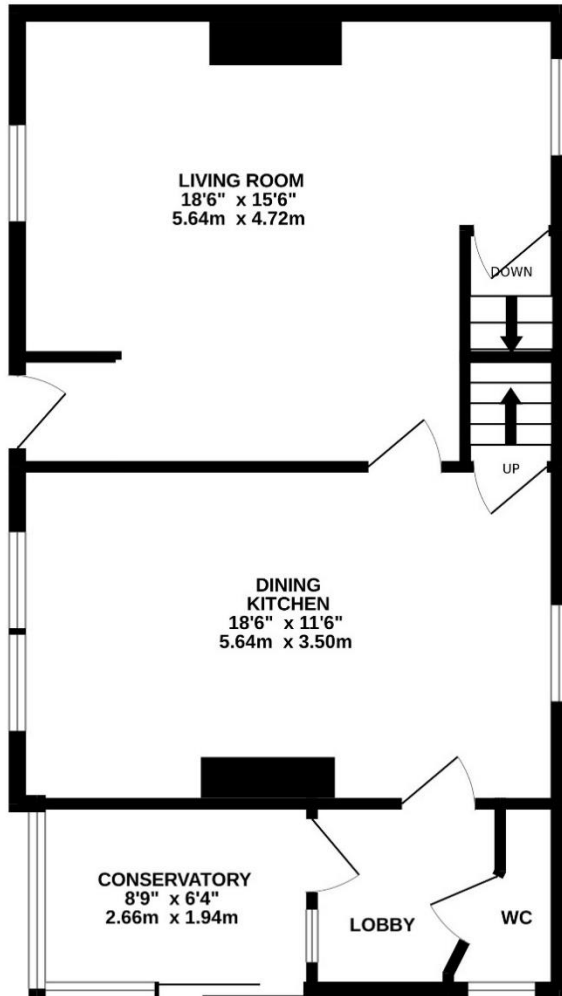 LIVING ROOM
18'6" x 15'6"
5.64m x 4.72m
DOWN
UP
DINING
KITCHEN
18'6" x 11'6"
5.64m x 3.50m
CONSERVATORY
8'9" x 6'4"
2.66m x 1.94m
LOBBY
WC